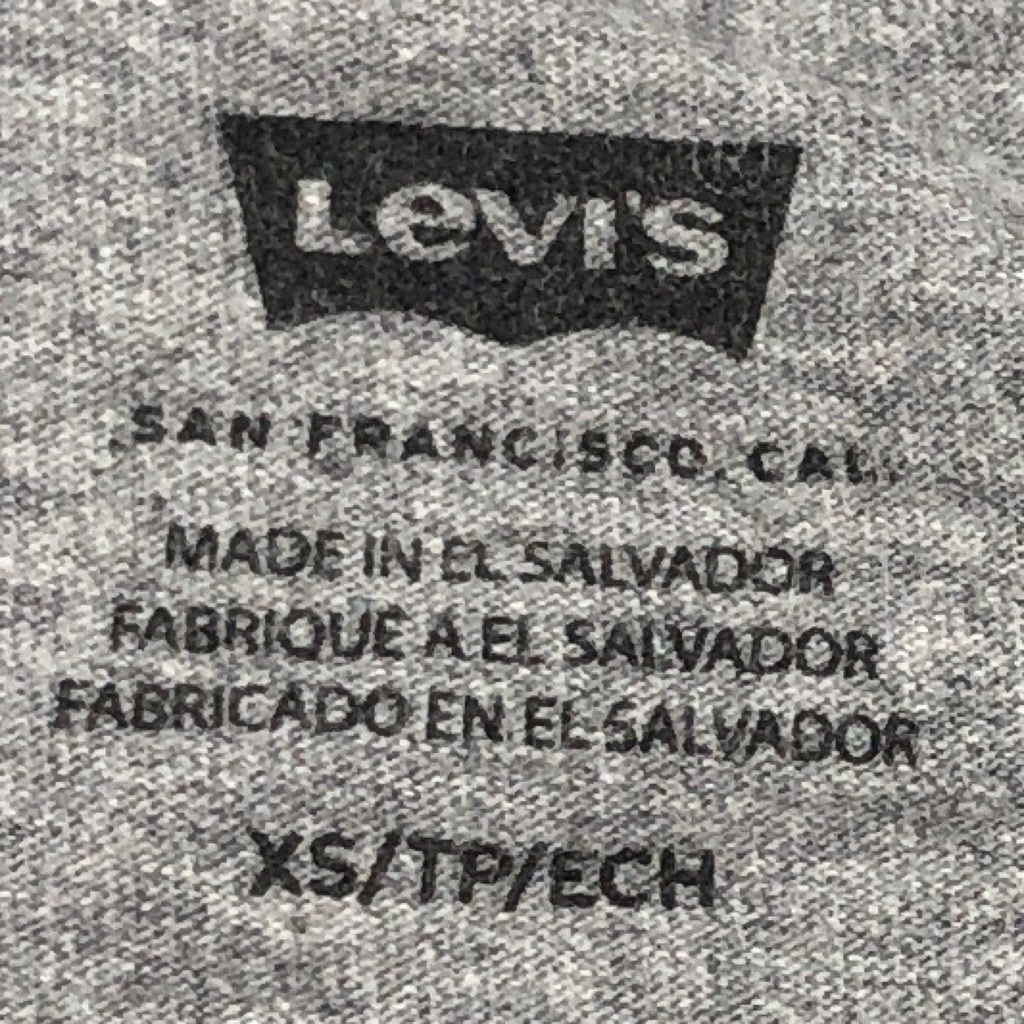 Levi's
SAN FRANCISCO, CAL.
MADE IN EL SALVADOR
FABRIQUE A EL SALVADOR
FABRICADO EN EL SALVADOR
XS/TP/ECH